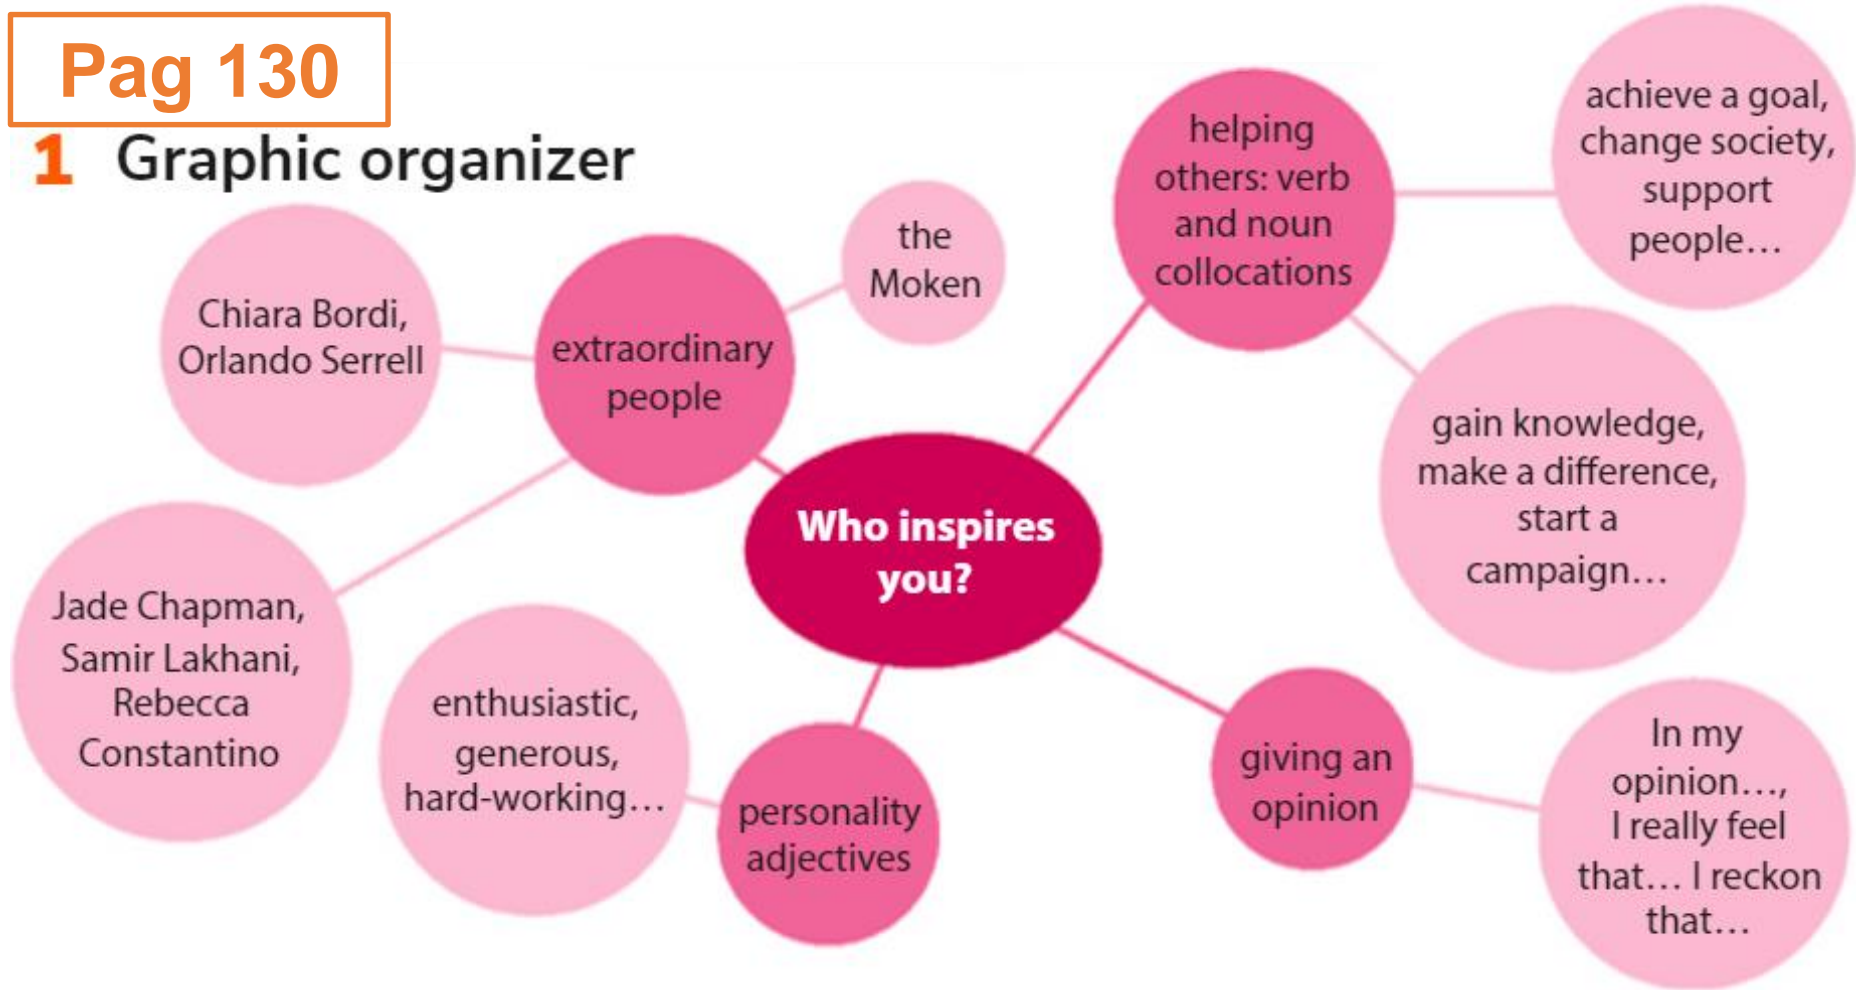 Pag 130
1 Graphic organizer
Chiara Bordi,
Orlando Serrell
extraordinary
people
the
Moken
helping
others: verb
and noun
collocations
achieve a goal,
change society,
support
people…
gain knowledge,
make a difference,
start a
campaign…
Who inspires
you?
Jade Chapman,
Samir Lakhani,
Rebecca
Constantino
enthusiastic,
generous,
hard-working…
personality
adjectives
giving an
opinion
In my
opinion…,
I really feel
that… I reckon
that…